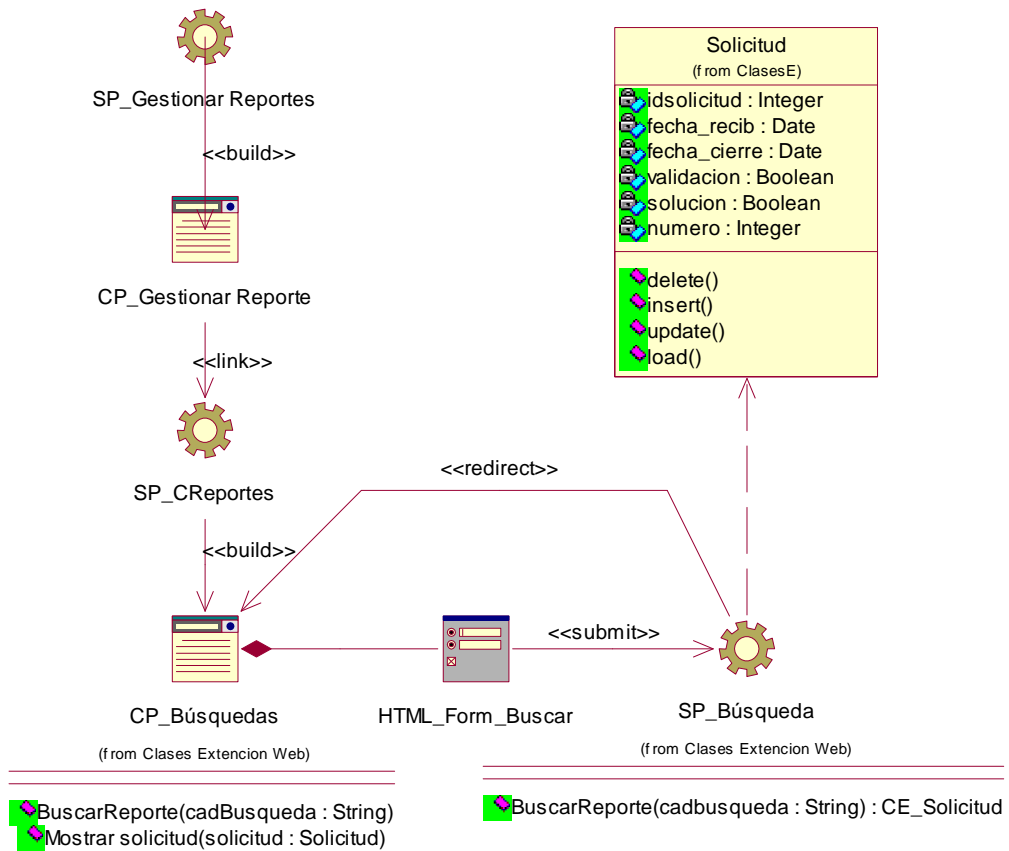 SP_Gestionar Reportes
<<build>>
CP_Gestionar Reporte
<<link>>
SP_CReportes
<<build>>
CP_Búsquedas
(from Clases Extencion Web)
BuscarReporte(cadBusqueda : String)
Mostrar solicitud(solicitud : Solicitud)
HTML_Form_Buscar
<<submit>>
<<redirect>>
SP_Búsqueda
(from Clases Extencion Web)
BuscarReporte(cadbusqueda : String) : CE_Solicitud
Solicitud
(from ClasesE)
idsolicitud : Integer
fecha_recib : Date
fecha_cierre : Date
validacion : Boolean
solucion : Boolean
numero : Integer
delete()
insert()
update()
load()